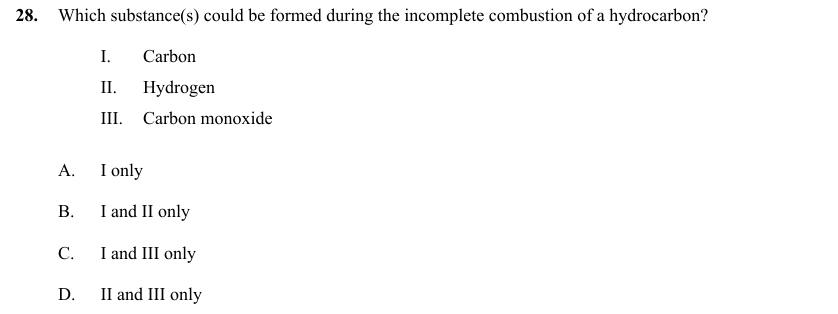 28. Which substance(s) could be formed during the incomplete combustion of a hydrocarbon?
I. Carbon
II. Hydrogen
III. Carbon monoxide
A. I only
B. I and II only
C. I and III only
D. II and III only